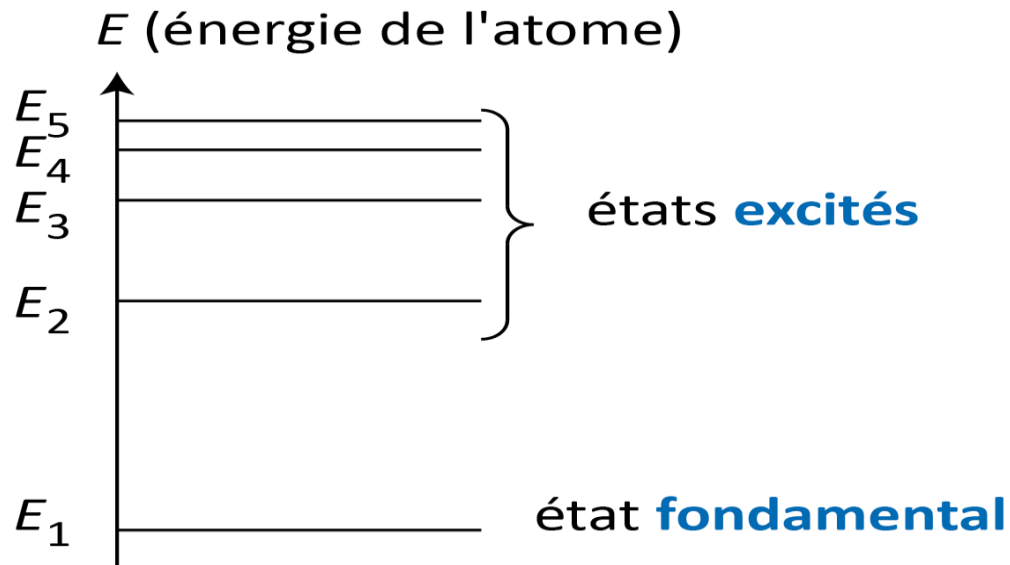 E (énergie de l'atome)
E₅
E₄
E₃
états excités
E₂
E₁
état fondamental